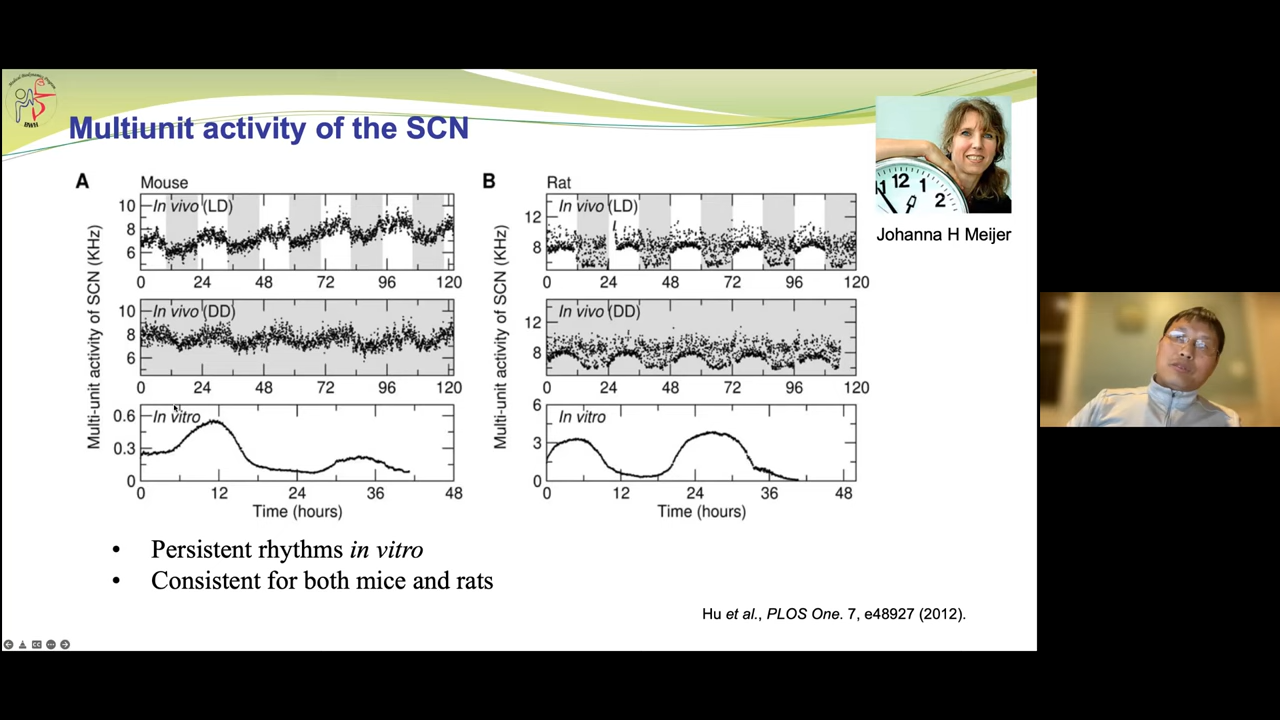 Multiunit activity of the SCN
A
Mouse
Multi-unit activity of SCN (KHz)
In vivo (LD)
10
8
6
0 24 48 72 96 120
In vivo (DD)
10
8
6
0 24 48 72 96 120
In vitro
0.6
0.3
0
0 12 24 36 48
Time (hours)
B
Rat
Multi-unit activity of SCN (KHz)
In vivo (LD)
12
8
0 24 48 72 96 120
In vivo (DD)
12
8
0 24 48 72 96 120
In vitro
6
3
0
0 12 24 36 48
Time (hours)
11 12 1
2
Johanna H Meijer
• Persistent rhythms in vitro
• Consistent for both mice and rats
Hu et al., PLOS One. 7, e48927 (2012).
BWH